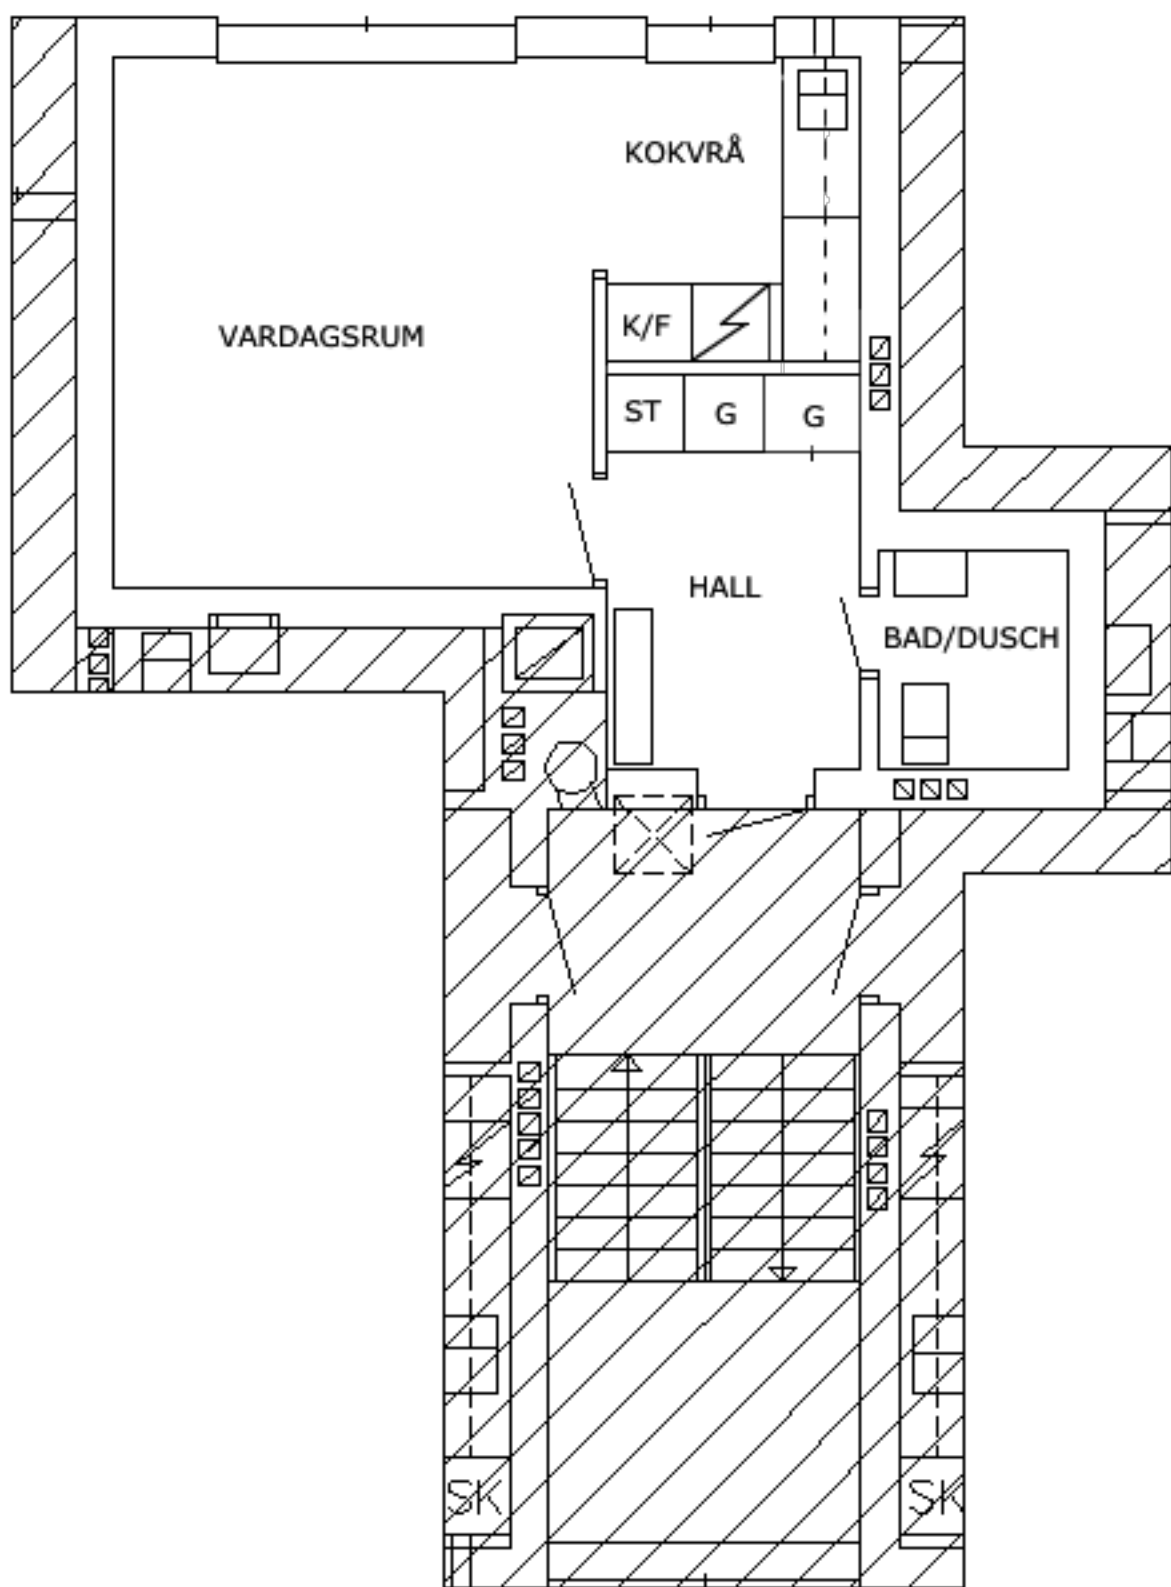 KOKVRÅ
VARDAGSRUM
K/F
ST G G
HALL
BAD/DUSCH
SK SK